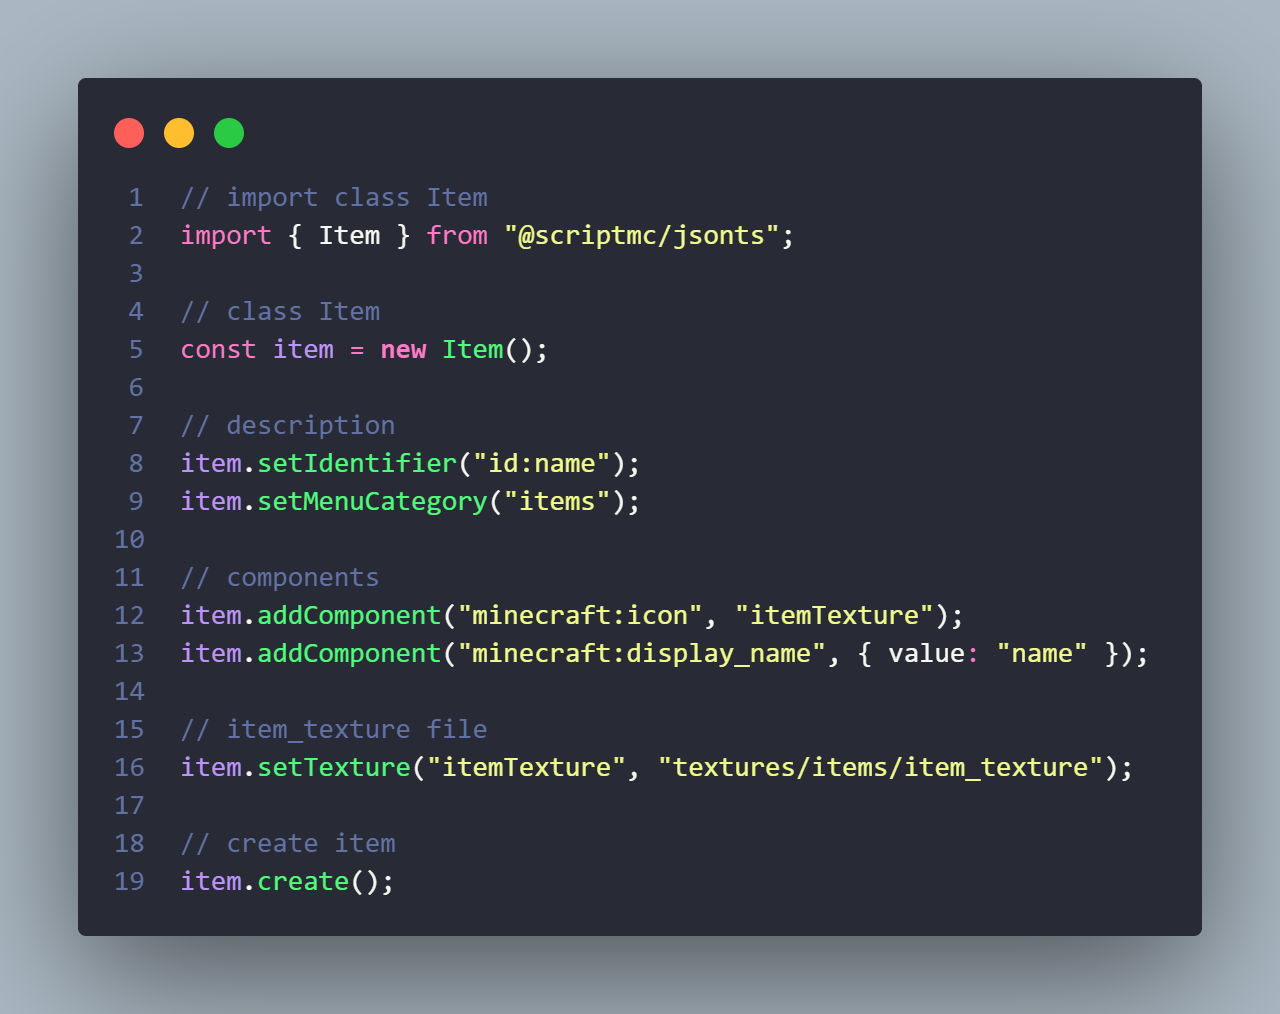 1 // import class Item
2 import { Item } from "@scriptmc/jsonts";
3
4 // class Item
5 const item = new Item();
6
7 // description
8 item.setIdentifier("id:name");
9 item.setMenuCategory("items");
10
11 // components
12 item.addComponent("minecraft:icon", "itemTexture");
13 item.addComponent("minecraft:display_name", { value: "name" });
14
15 // item_texture file
16 item.setTexture("itemTexture", "textures/items/item_texture");
17
18 // create item
19 item.create();